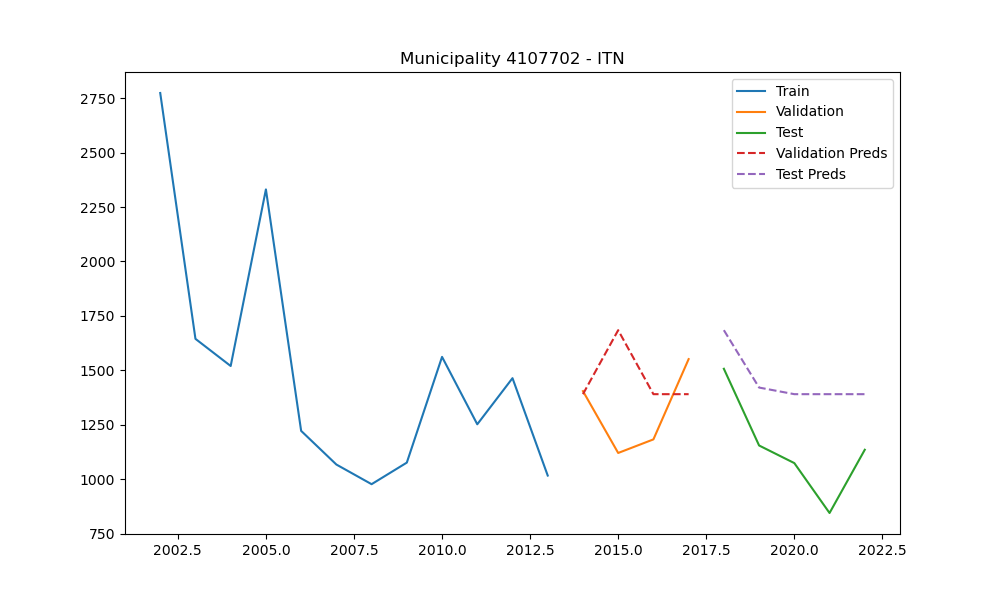 Municipality 4107702 - ITN
Train
Validation
Test
Validation Preds
Test Preds
2750
2500
2250
2000
1750
1500
1250
1000
750
2002.5 2005.0 2007.5 2010.0 2012.5 2015.0 2017.5 2020.0 2022.5